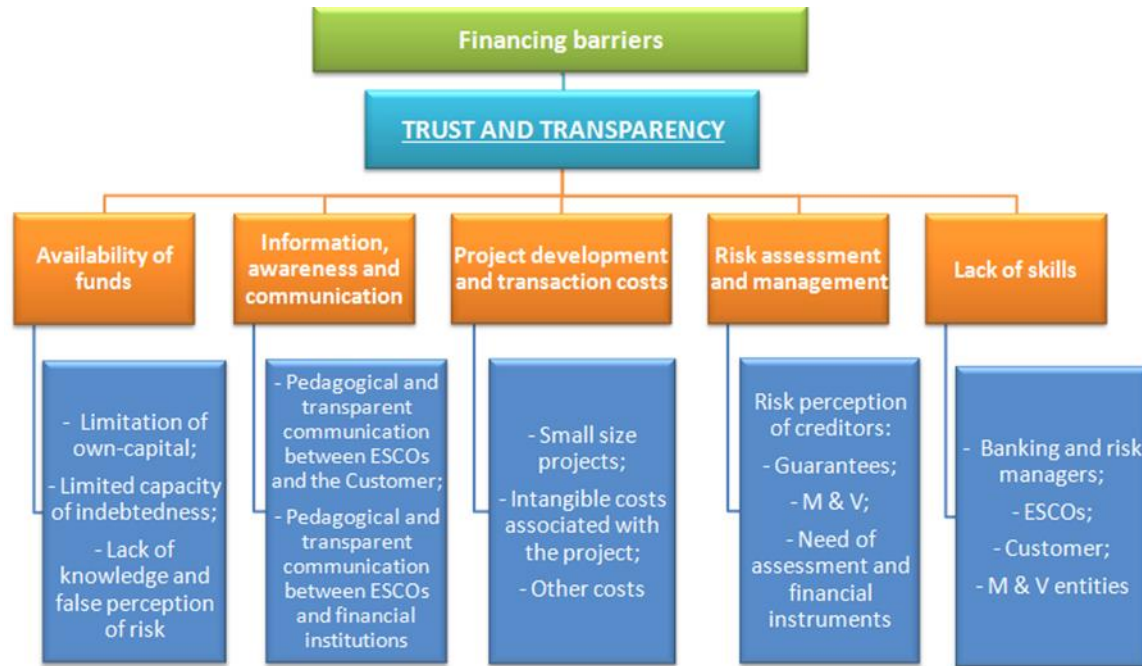 Financing barriers
TRUST AND TRANSPARENCY
Availability of
funds
Information,
awareness and
communication
Project development
and transaction costs
Risk assessment
and management
Lack of skills
- Limitation of
own-capital;
- Limited capacity
of indebtedness;
- Lack of
knowledge and
false perception
of risk
- Pedagogical and
transparent
communication
between ESCOs
and the Customer;
- Pedagogical and
transparent
communication
between ESCOs
and financial
institutions
- Small size
projects;
- Intangible costs
associated with
the project;
- Other costs
Risk perception
of creditors:
- Guarantees;
- M & V;
- Need of
assessment and
financial
instruments
- Banking and risk
managers;
- ESCOs;
- Customer;
- M & V entities